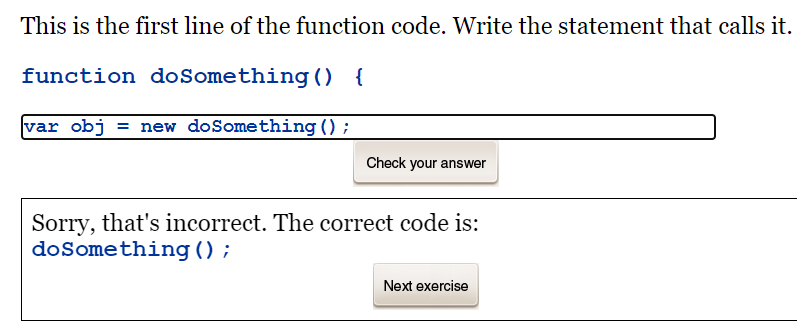 This is the first line of the function code. Write the statement that calls it.
function doSomething() {
var obj = new doSomething();
Check your answer
Sorry, that's incorrect. The correct code is:
doSomething();
Next exercise